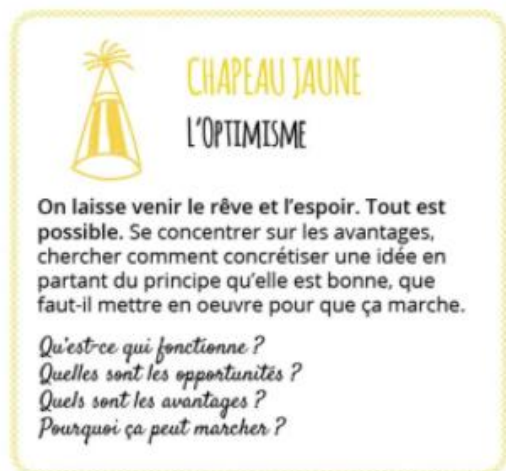 CHAPEAU JAUNE
L'OPTIMISME
On laisse venir le rêve et l'espoir. Tout est
possible. Se concentrer sur les avantages,
chercher comment concrétiser une idée en
partant du principe qu'elle est bonne, que
faut-il mettre en oeuvre pour que ça marche.
Qu'est-ce qui fonctionne ?
Quelles sont les opportunités ?
Quels sont les avantages ?
Pourquoi ça peut marcher ?